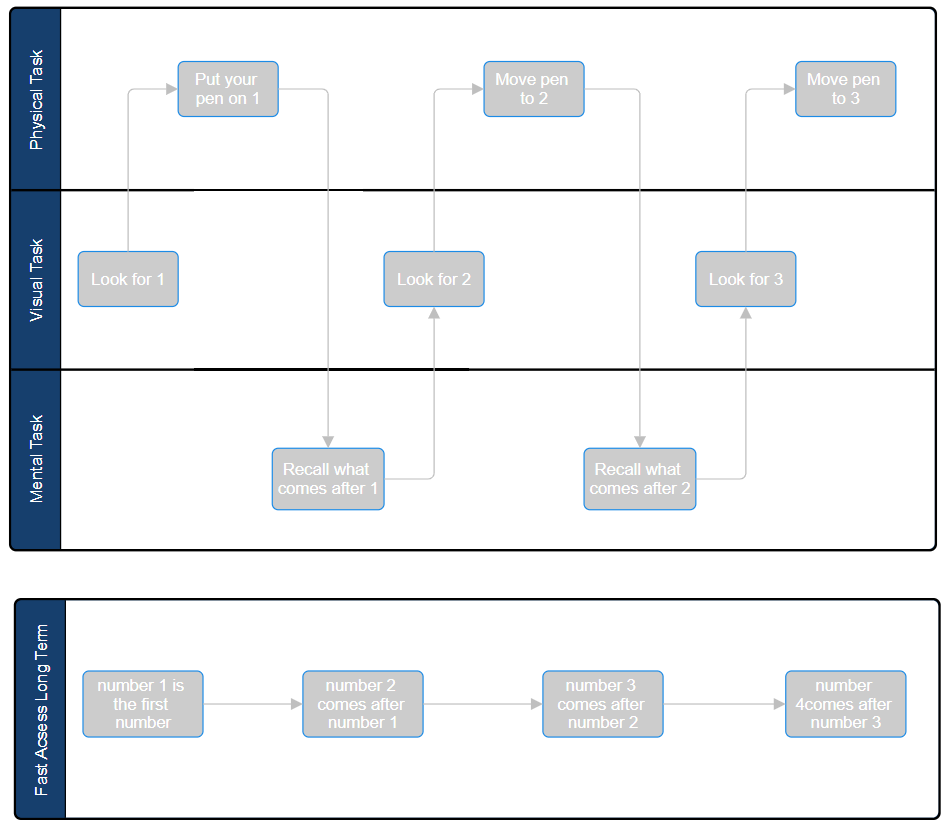 Physical Task
Put your
pen on 1
Move pen
to 2
Move pen
to 3
Visual Task
Look for 1
Look for 2
Look for 3
Mental Task
Recall what
comes after 1
Recall what
comes after 2
Fast Acsess Long Term
number 1 is
the first
number
number 2
comes after
number 1
number 3
comes after
number 2
number
4comes after
number 3